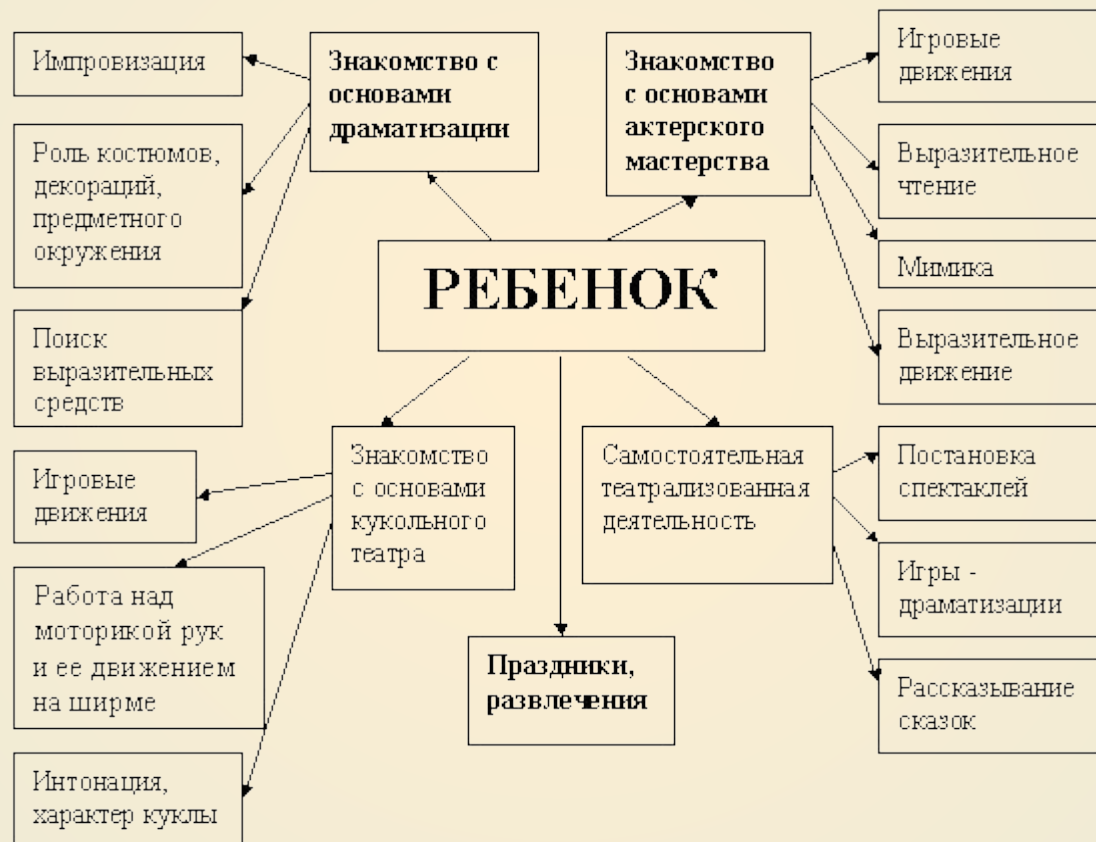 Импровизация
Роль костюмов,
декораций,
предметного
окружения
Поиск
выразительных
средств
Знакомство с
основами
драматизации
Знакомство
с основами
актерского
мастерства
Игровые
движения
Выразительное
чтение
Мимика
Выразительное
движение
РЕБЕНОК
Игровые
движения
Работа над
моторикой рук
и ее движением
на ширме
Интонация,
характер куклы
Знакомство
с основами
кукольного
театра
Праздники,
развлечения
Самостоятельная
театрализованная
деятельность
Постановка
спектаклей
Игры -
драматизации
Рассказывание
сказок